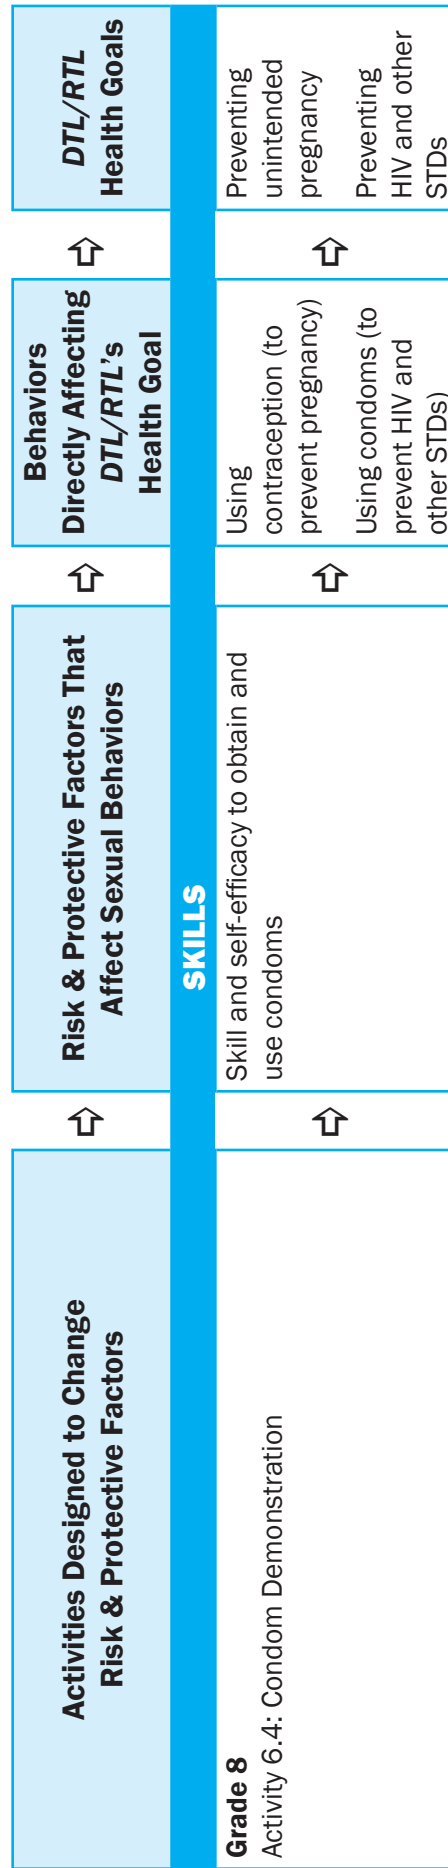 Activities Designed to Change
Risk & Protective Factors
Risk & Protective Factors That
Affect Sexual Behaviors
Behaviors
Directly Affecting
DTL/RTL's
Health Goal
DTL/RTL
Health Goals
SKILLS
Grade 8
Activity 6.4: Condom Demonstration
Skill and self-efficacy to obtain and
use condoms
Using
contraception (to
prevent pregnancy)
Using condoms (to
prevent HIV and
other STDs)
Preventing
unintended
pregnancy
Preventing
HIV and other
STDs